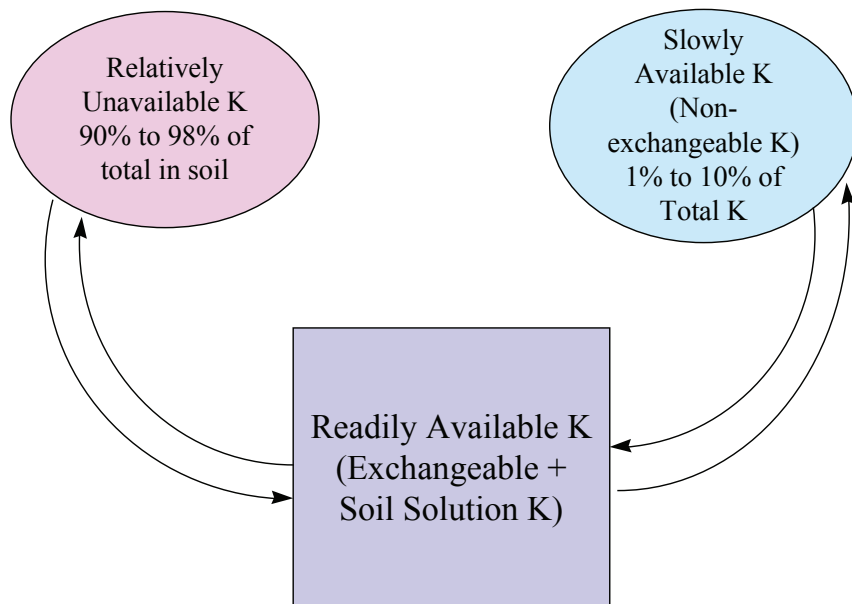 Relatively
Unavailable K
90% to 98% of
total in soil
Slowly
Available K
(Non-
exchangeable K)
1% to 10% of
Total K
Readily Available K
(Exchangeable +
Soil Solution K)